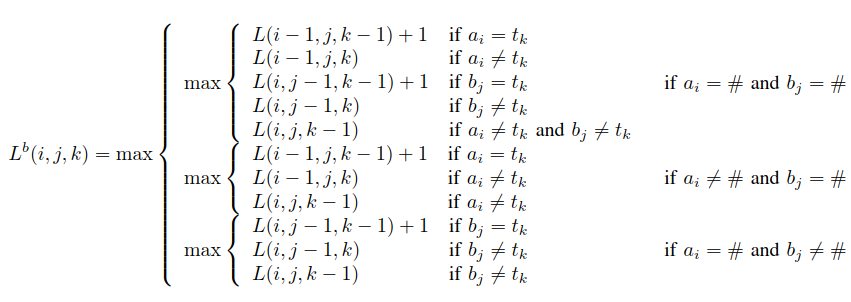 L(i − 1, j, k − 1) + 1 if a_i = t_k
L(i − 1, j, k) if a_i ≠ t_k
max L(i, j − 1, k − 1) + 1 if b_j = t_k if a_i = # and b_j = #
L(i, j − 1, k) if b_j ≠ t_k
L(i, j, k − 1) if a_i ≠ t_k and b_j ≠ t_k
L^b(i, j, k) = max { L(i − 1, j, k − 1) + 1 if a_i = t_k
max { L(i − 1, j, k) if a_i ≠ t_k if a_i ≠ # and b_j = #
L(i, j, k − 1) if a_i ≠ t_k
L(i, j − 1, k − 1) + 1 if b_j = t_k
max { L(i, j − 1, k) if b_j ≠ t_k if a_i = # and b_j ≠ #
L(i, j, k − 1) if b_j ≠ t_k